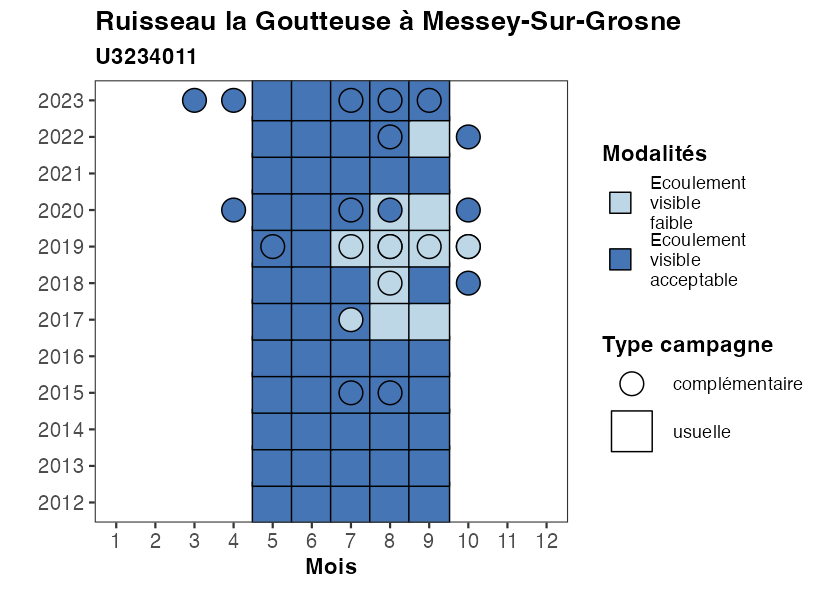 Ruisseau la Goutteuse à Messey-Sur-Grosne
U3234011
2023
2022
2021
2020
2019
2018
2017
2016
2015
2014
2013
2012
1 2 3 4 5 6 7 8 9 10 11 12
Mois
Modalités
Ecoulement
visible
faible
Ecoulement
visible
acceptable
Type campagne
complémentaire
usuelle